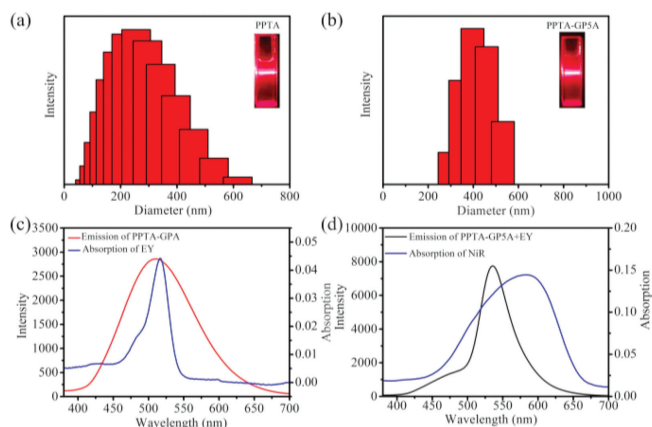 (a)
PPTA
Intensity
0
200
400
600
800
Diameter (nm)
(b)
PPTA-GP5A
Intensity
0
200
400
600
800
1000
Diameter (nm)
(c)
Emission of PPTA-GPA
Absorption of EY
3500
3000
2500
2000
1500
1000
500
0
Intensity
0.05
0.04
0.03
0.02
0.01
0.00
Absorption
400
450
500
550
600
650
700
Wavelength (nm)
(d)
Emission of PPTA-GP5A+EY
Absorption of NiR
10000
8000
6000
4000
2000
0
Intensity
0.20
0.15
0.10
0.05
0.00
Absorption
400
450
500
550
600
650
700
Wavelength (nm)